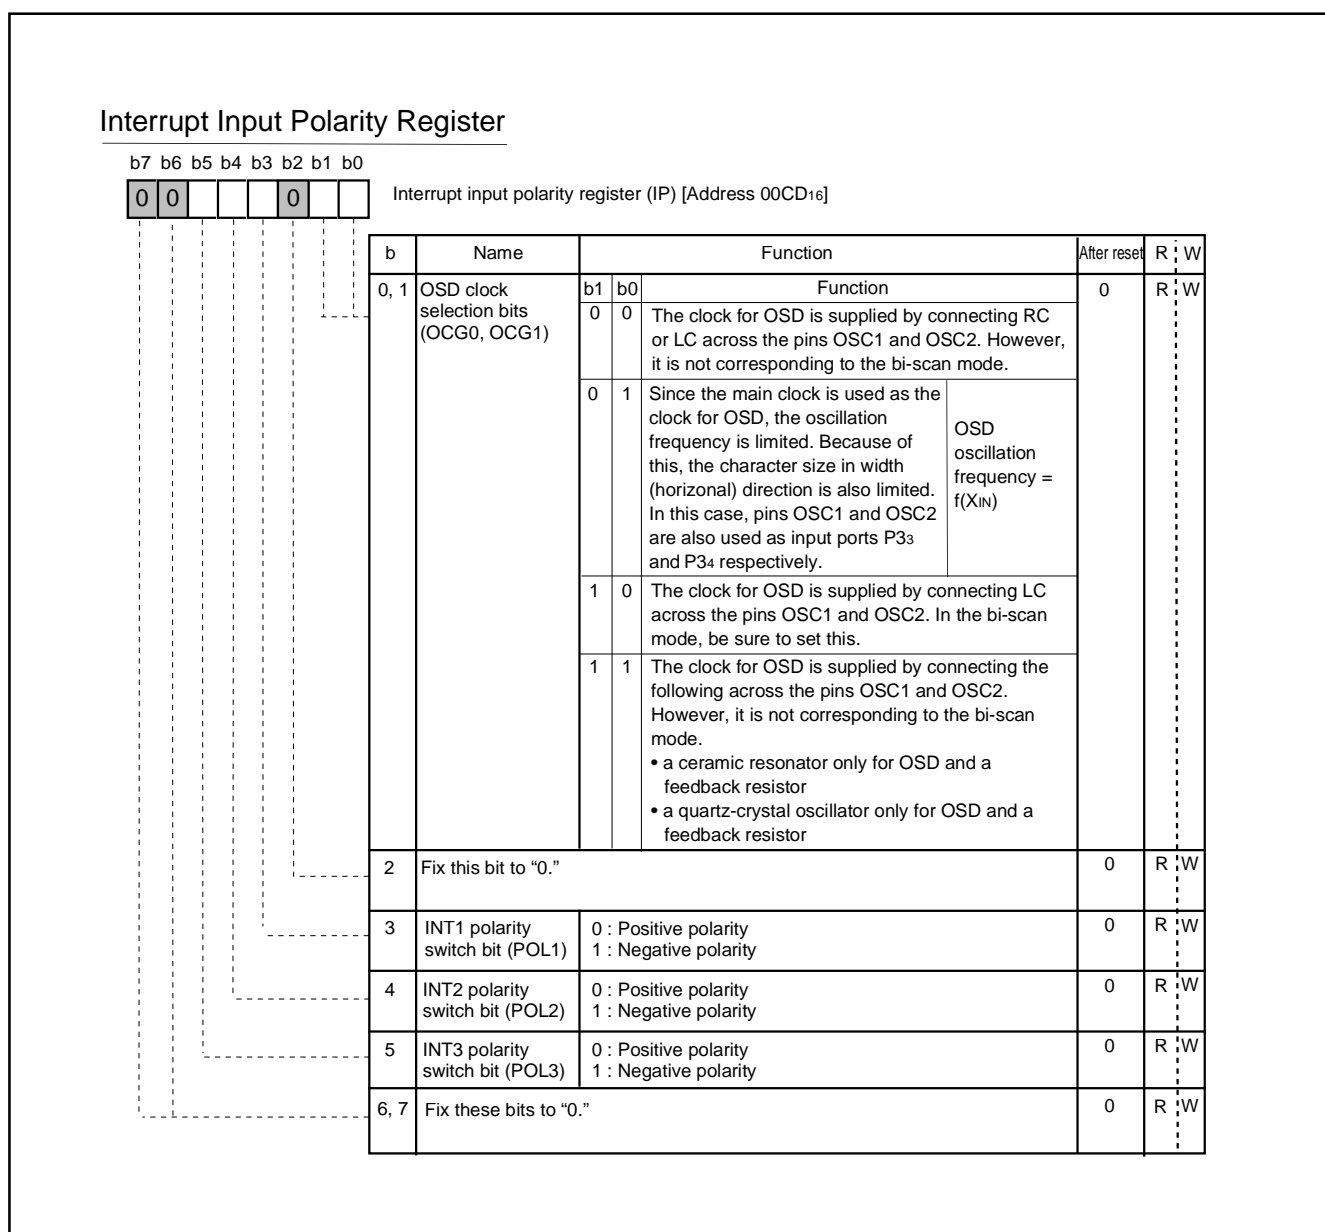 Interrupt Input Polarity Register
b7 b6 b5 b4 b3 b2 b1 b0
0 0 0
Interrupt input polarity register (IP) [Address 00CD16]
b Name Function After reset R W
0, 1 OSD clock selection bits (OCG0, OCG1) 0 R W
b1 b0 Function
0 0 The clock for OSD is supplied by connecting RC
or LC across the pins OSC1 and OSC2. However,
it is not corresponding to the bi-scan mode.
0 1 Since the main clock is used as the
clock for OSD, the oscillation
frequency is limited. Because of
this, the character size in width
(horizonal) direction is also limited.
In this case, pins OSC1 and OSC2
are also used as input ports P33
and P34 respectively.
OSD
oscillation
frequency =
f(XIN)
1 0 The clock for OSD is supplied by connecting LC
across the pins OSC1 and OSC2. In the bi-scan
mode, be sure to set this.
1 1 The clock for OSD is supplied by connecting the
following across the pins OSC1 and OSC2.
However, it is not corresponding to the bi-scan
mode.
• a ceramic resonator only for OSD and a
feedback resistor
• a quartz-crystal oscillator only for OSD and a
feedback resistor
2 Fix this bit to “0.” 0 R W
3 INT1 polarity 0 : Positive polarity 0 R W
switch bit (POL1) 1 : Negative polarity
4 INT2 polarity 0 : Positive polarity 0 R W
switch bit (POL2) 1 : Negative polarity
5 INT3 polarity 0 : Positive polarity 0 R W
switch bit (POL3) 1 : Negative polarity
6, 7 Fix these bits to “0.” 0 R W